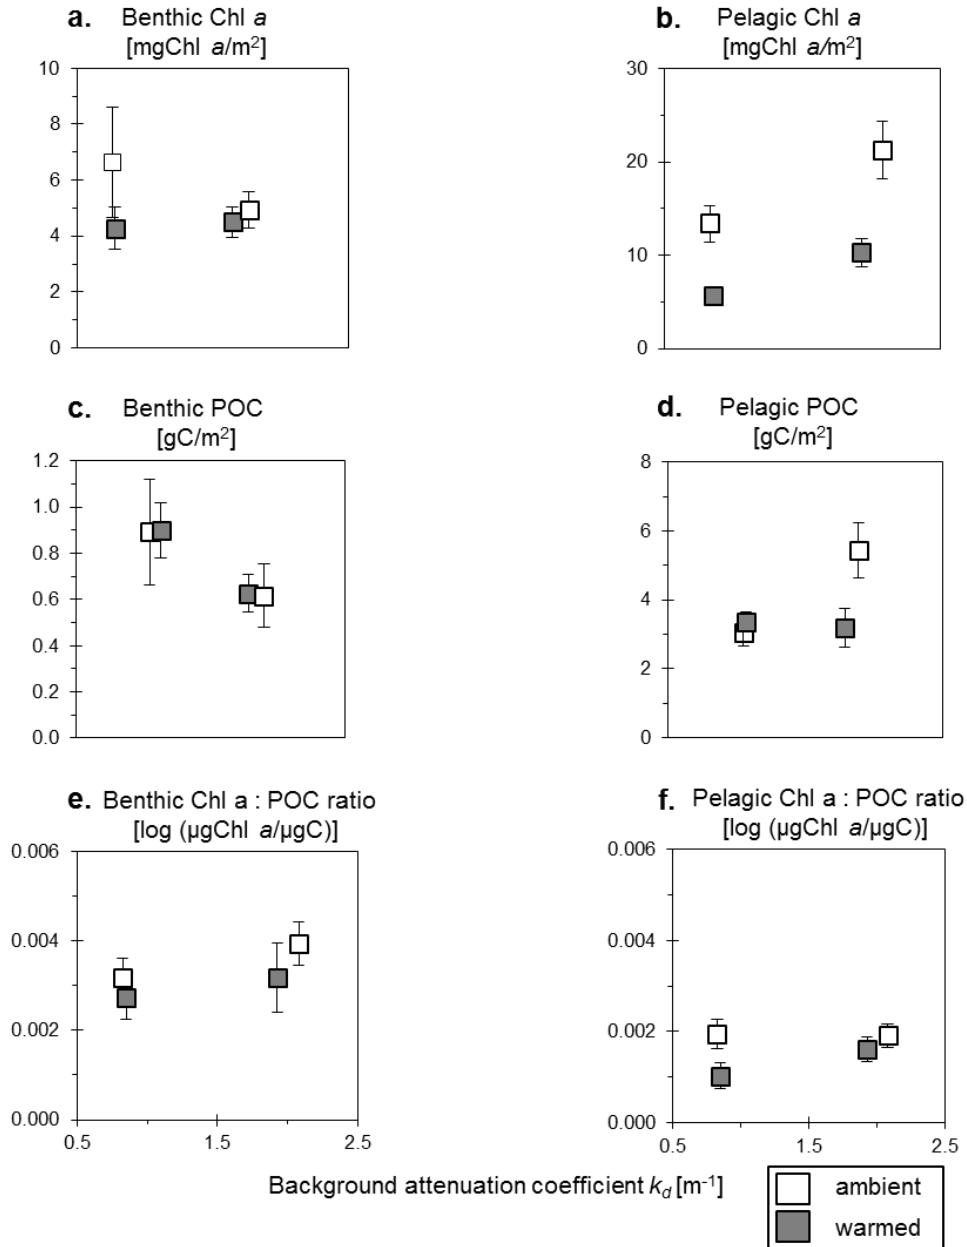 a. Benthic Chl a
[mgChl a/m²]
10
8
6
4
2
0
b. Pelagic Chl a
[mgChl a/m²]
30
20
10
0
c. Benthic POC
[gC/m²]
1.2
1.0
0.8
0.6
0.4
0.2
0.0
d. Pelagic POC
[gC/m²]
8
6
4
2
0
e. Benthic Chl a : POC ratio
[log (µgChl a/µgC)]
0.006
0.004
0.002
0.000
0.5 1.5 2.5
f. Pelagic Chl a : POC ratio
[log (µgChl a/µgC)]
0.006
0.004
0.002
0.000
0.5 1.5 2.5
Background attenuation coefficient k_d [m⁻¹]
ambient
warmed